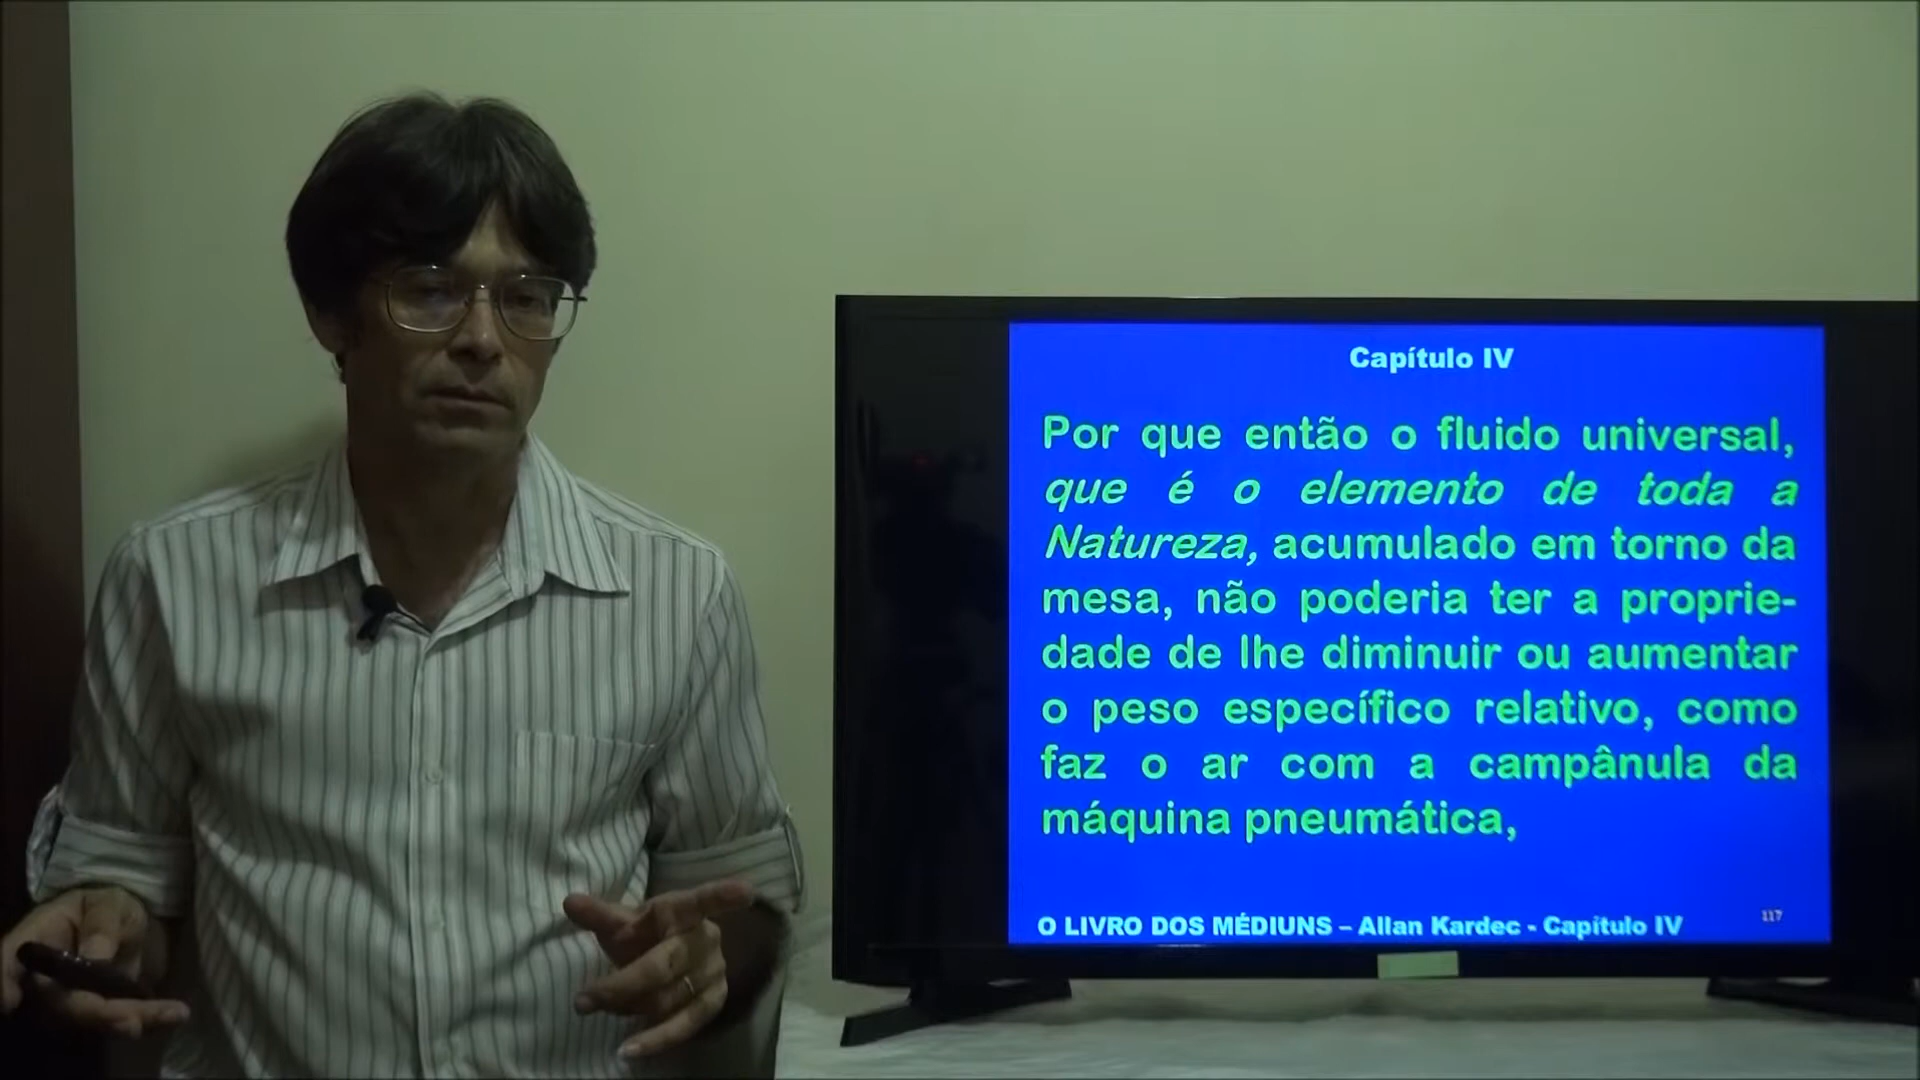 Capítulo IV
Por que então o fluido universal,
que é o elemento de toda a
Natureza, acumulado em torno da
mesa, não poderia ter a proprie-
dade de lhe diminuir ou aumentar
o peso específico relativo, como
faz o ar com a campânula da
máquina pneumática,
O LIVRO DOS MÉDIUNS – Allan Kardec - Capítulo IV
117